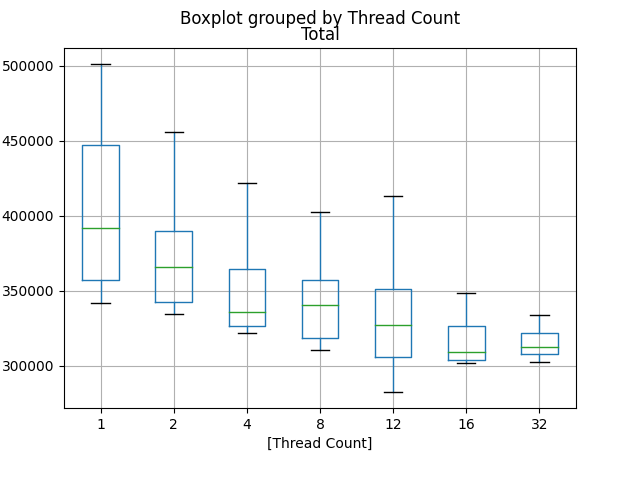 Boxplot grouped by Thread Count
Total
500000
450000
400000
350000
300000
1 2 4 8 12 16 32
[Thread Count]